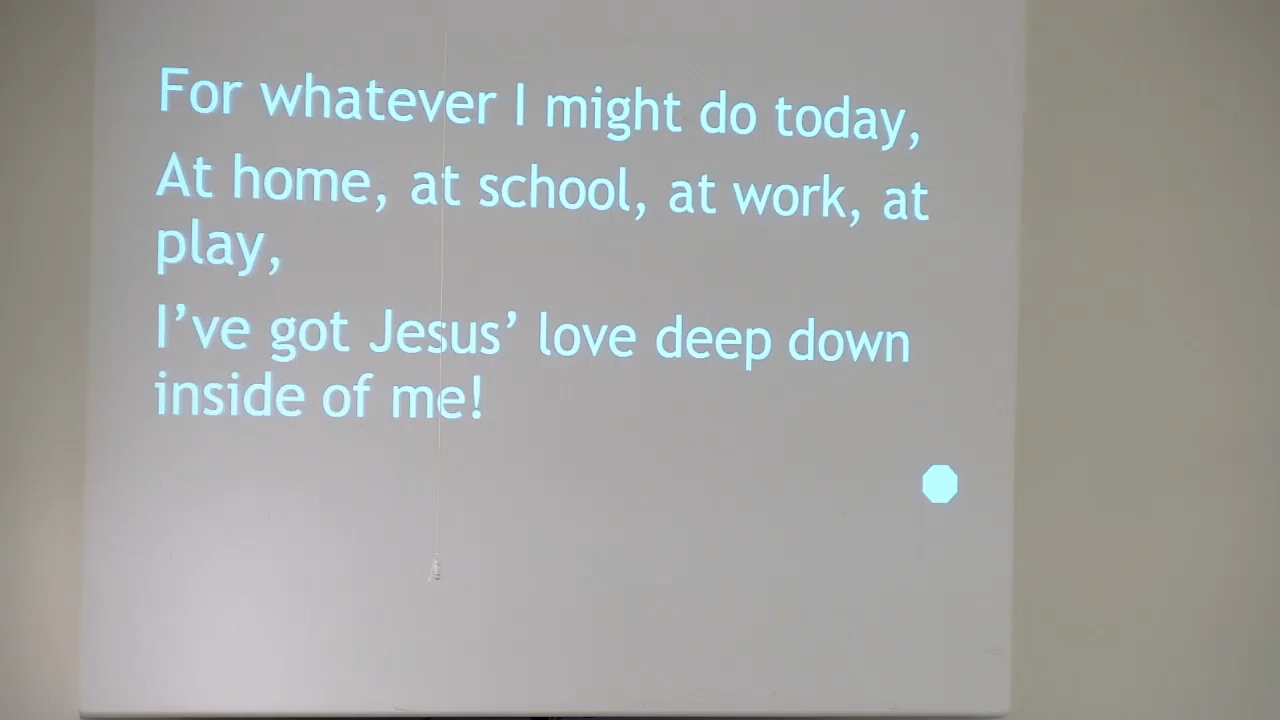 For whatever I might do today,
At home, at school, at work, at
play,
I’ve got Jesus’ love deep down
inside of me!